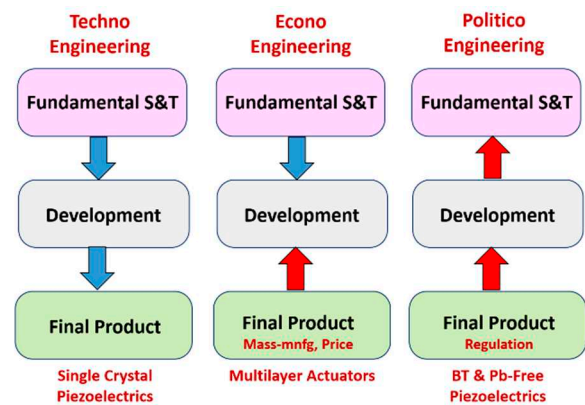 Techno
Engineering
Econo
Engineering
Politico
Engineering
Fundamental S&T
Fundamental S&T
Fundamental S&T
Development
Development
Development
Final Product
Final Product
Mass-mnfg, Price
Final Product
Regulation
Single Crystal
Piezoelectrics
Multilayer Actuators
BT & Pb-Free
Piezoelectrics